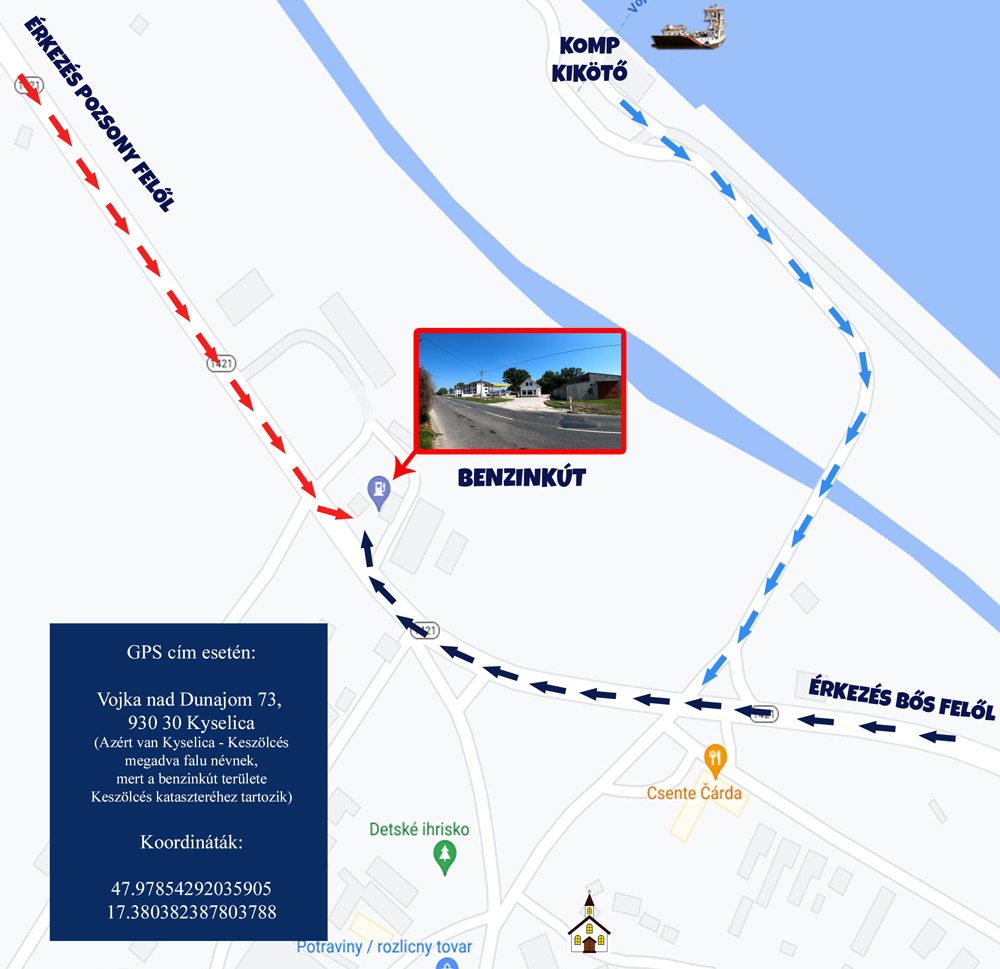 ÉRKEZÉS POZSONY FELŐL
1421
KOMP
KIKÖTŐ
1421
BENZINKÚT
1421
ÉRKEZÉS BŐS FELŐL
1421
GPS cím esetén:
Vojka nad Dunajom 73,
930 30 Kyselica
(Azért van Kyselica - Keszölcés
megadva falu névnek,
mert a benzinkút területe
Keszölcés kataszteréhez tartozik)
Koordináták:
47.97854292035905
17.380382387803788
Csente Čárda
Detské ihrisko
Potraviny / rozlicny tovar